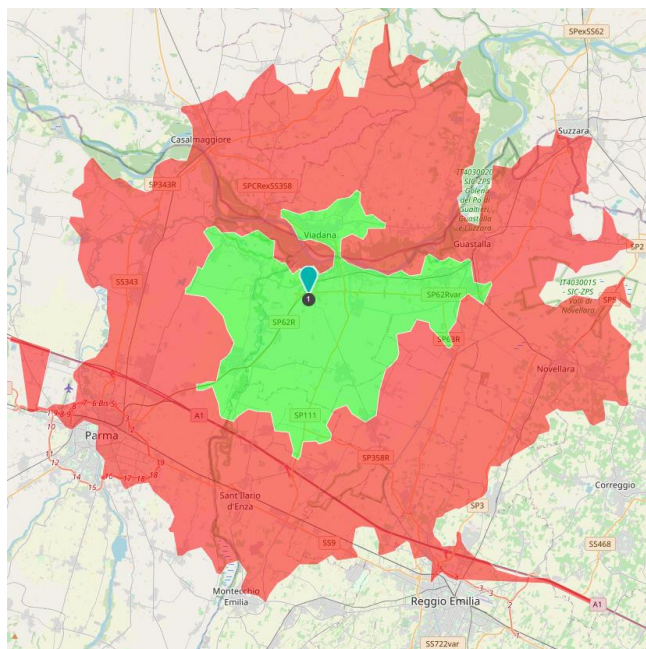 SPexSS62
Suzzara
Casalmaggiore
SP343R
SPCRexSS358
IT4030020
SIC-ZPS
Golena
del Po di
Gualtieri,
Guastalla
e Luzzara
Viadana
Guastalla
SP2
SS343
IT4030015
- SIC-ZPS
- Valli di
Novellara
SP5
1
SP62Rvar
SP62R
SP63R
Novellara
A1
SP111
Parma
SP358R
Correggio
Sant'Ilario
d'Enza
SP3
SS9
SS468
Montecchio
Emilia
A1
Reggio Emilia
SS722var